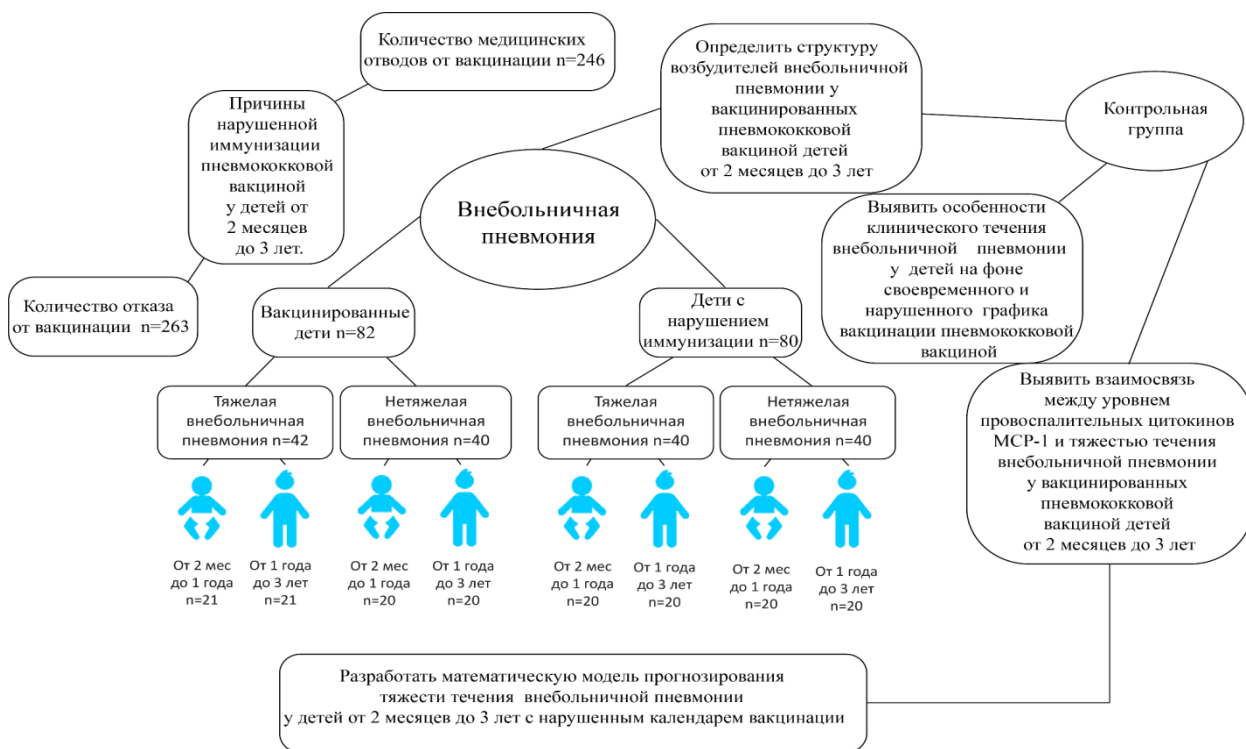 Количество медицинских
отводов от вакцинации n=246
Причины
нарушенной
иммунизации
пневмококковой
вакциной
у детей от
2 месяцев
до 3 лет.
Количество отказа
от вакцинации n=263
Внебольничная
пневмония
Определить структуру
возбудителей внебольничной
пневмонии у
вакцинированных
пневмококковой
вакциной детей
от 2 месяцев до 3 лет
Контрольная
группа
Выявить особенности
клинического течения
внебольничной пневмонии
у детей на фоне
своевременного и
нарушенного графика
вакцинации пневмококковой
вакциной
Выявить взаимосвязь
между уровнем
провоспалительных цитокинов
МСР-1 и тяжестью течения
внебольничной пневмонии
у вакцинированных
пневмококковой
вакциной детей
от 2 месяцев до 3 лет
Вакцинированные
дети n=82
Дети с
нарушением
иммунизации n=80
Тяжелая
внебольничная
пневмония n=42
Нетяжелая
внебольничная
пневмония n=40
Тяжелая
внебольничная
пневмония n=40
Нетяжелая
внебольничная
пневмония n=40
От 2 мес
до 1 года
n=21
От 1 года
до 3 лет
n=21
От 2 мес
до 1 года
n=20
От 1 года
до 3 лет
n=20
От 2 мес
до 1 года
n=20
От 1 года
до 3 лет
n=20
От 2 мес
до 1 года
n=20
От 1 года
до 3 лет
n=20
Разработать математическую модель прогнозирования
тяжести течения внебольничной пневмонии
у детей от 2 месяцев до 3 лет с нарушенным календарем вакцинации